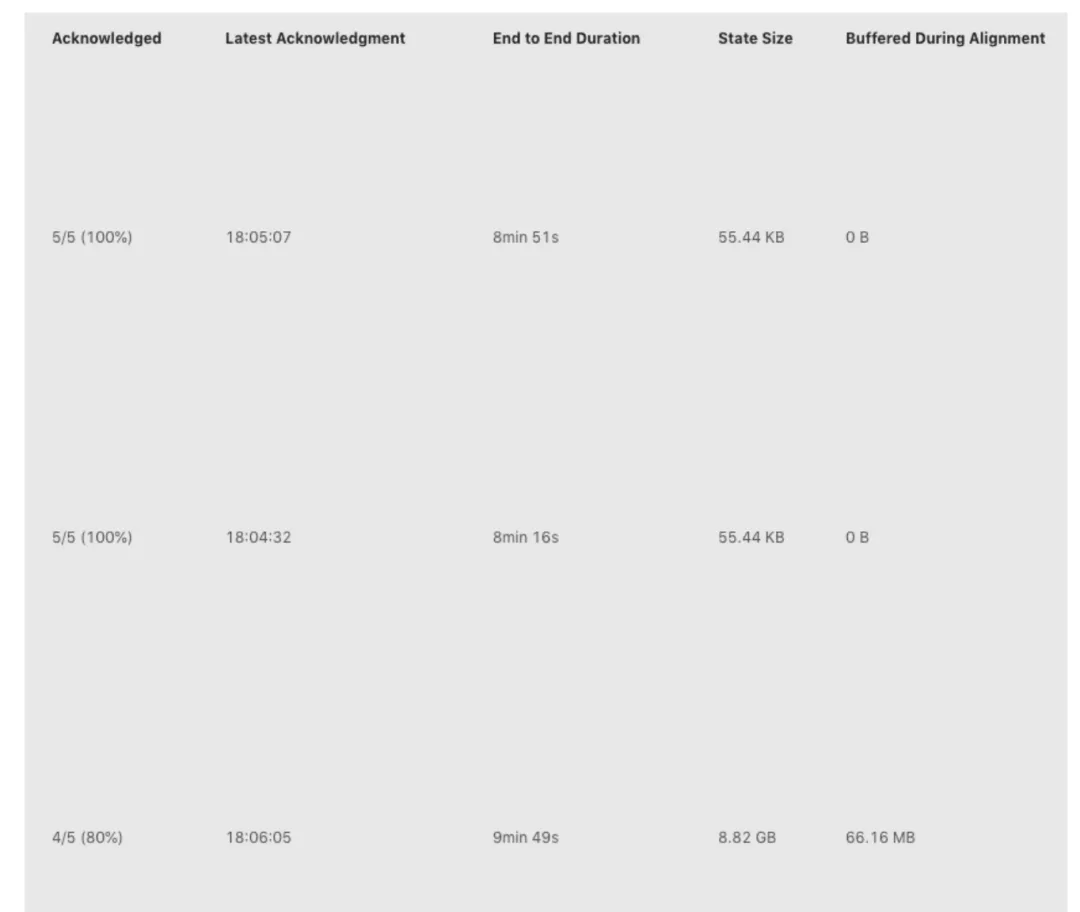 Acknowledged Latest Acknowledgment End to End Duration State Size Buffered During Alignment
5/5 (100%) 18:05:07 8min 51s 55.44 KB 0 B
5/5 (100%) 18:04:32 8min 16s 55.44 KB 0 B
4/5 (80%) 18:06:05 9min 49s 8.82 GB 66.16 MB